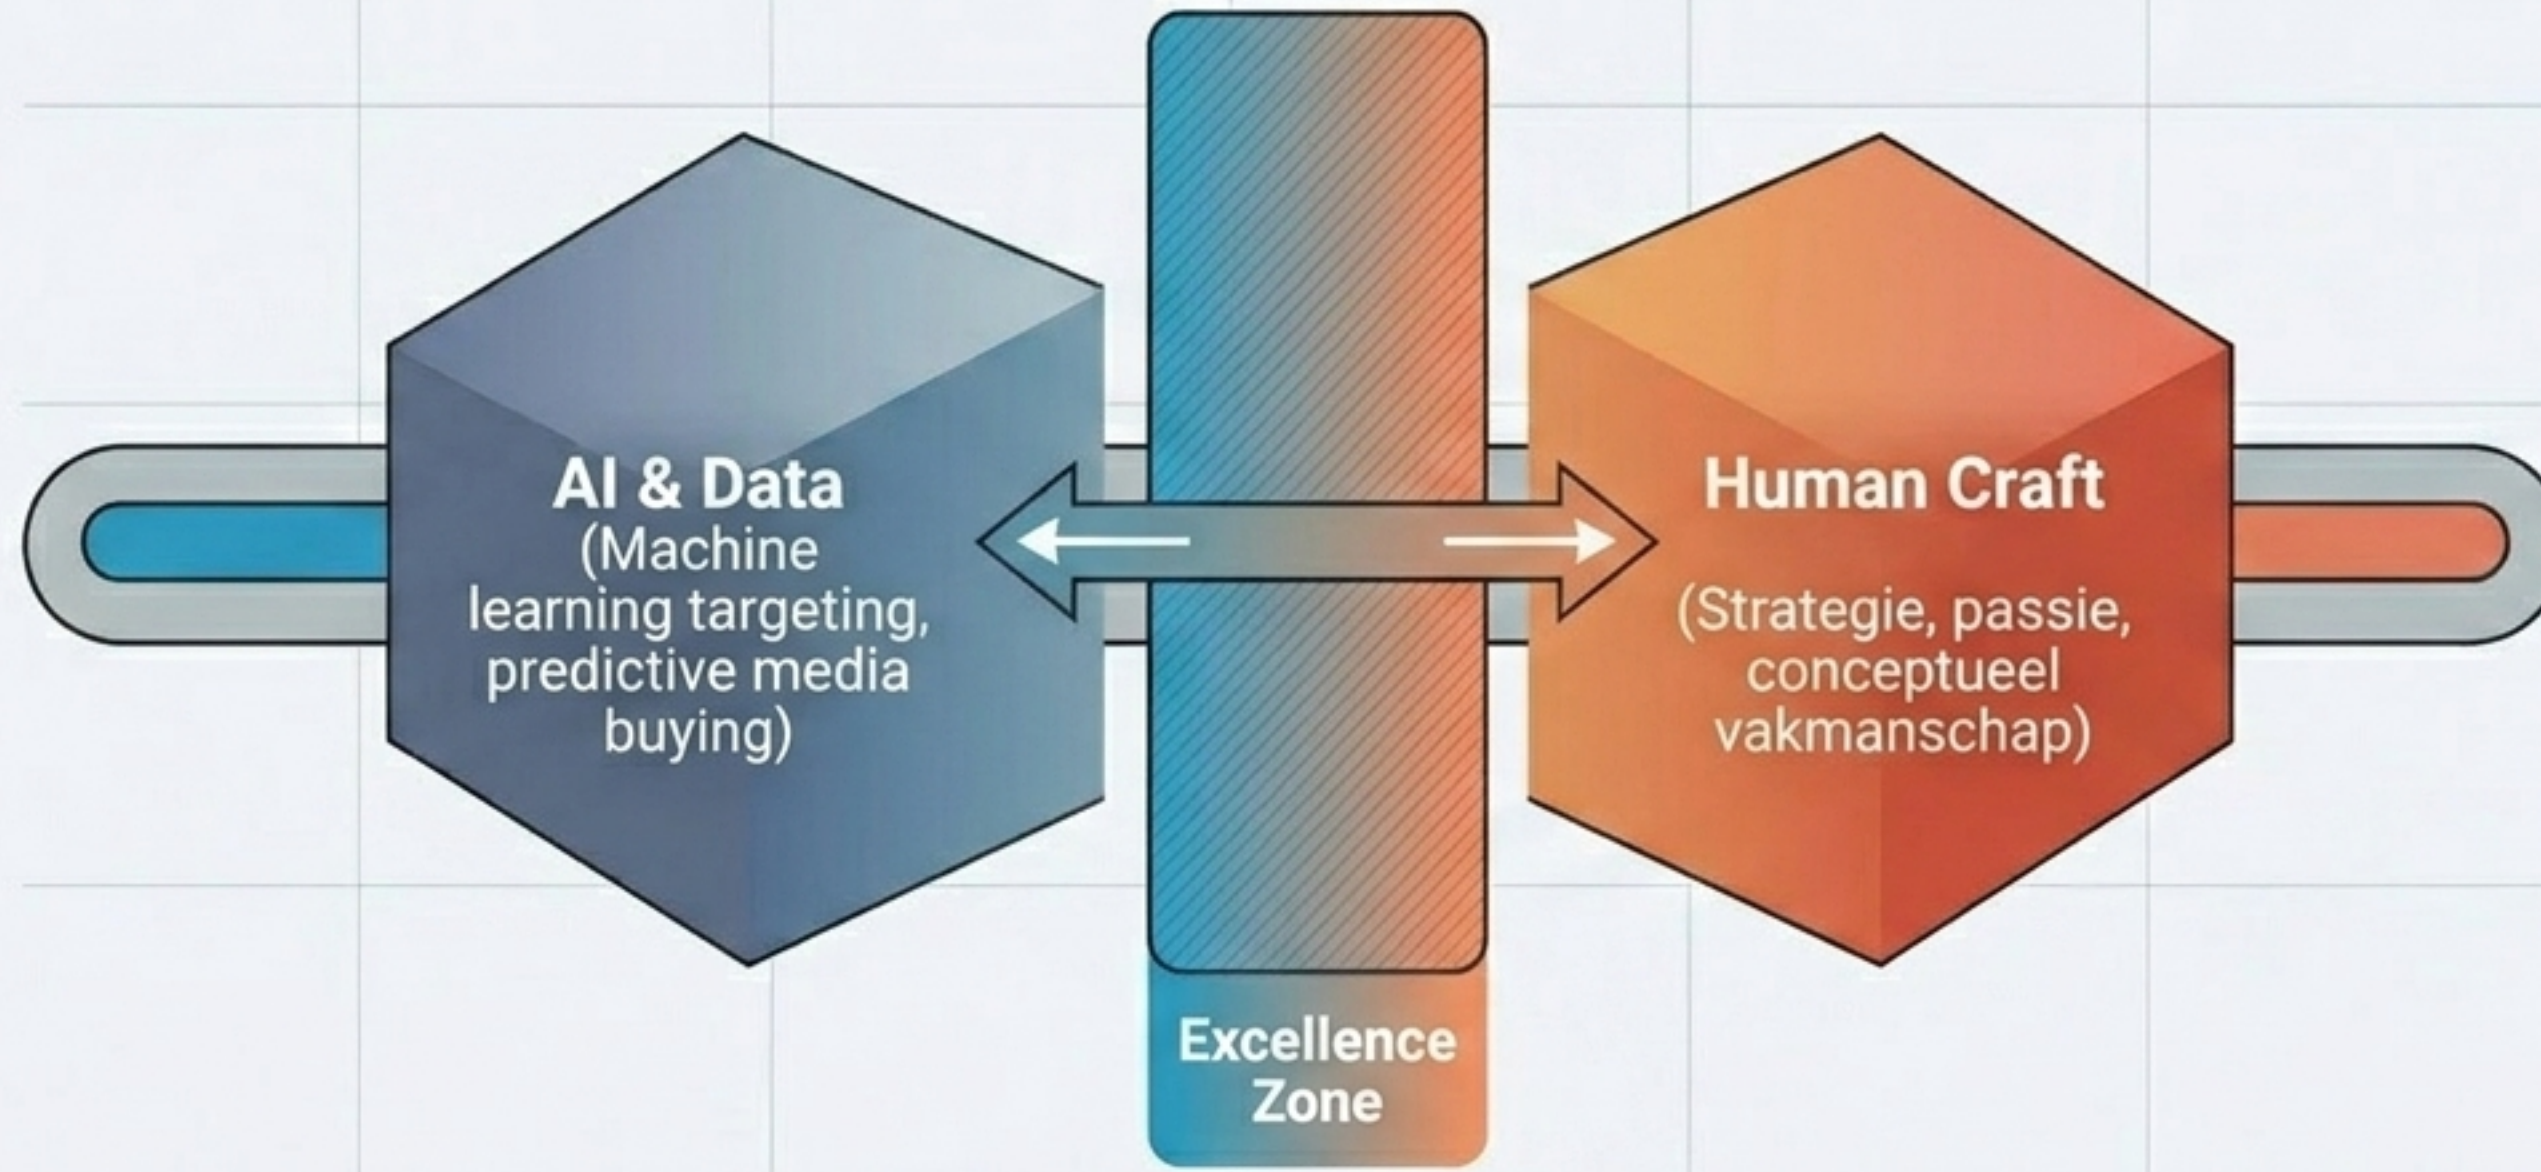 AI & Data
(Machine
learning targeting,
predictive media
buying)
Human Craft
(Strategie, passie,
conceptueel
vakmanschap)
Excellence
Zone